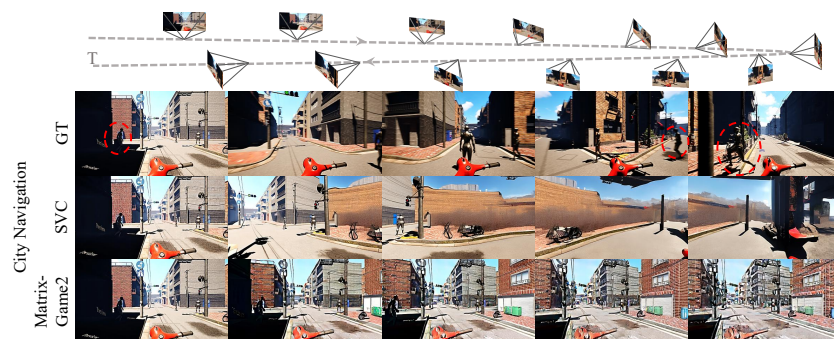 T
City Navigation
GT
SVC
Matrix-
Game2